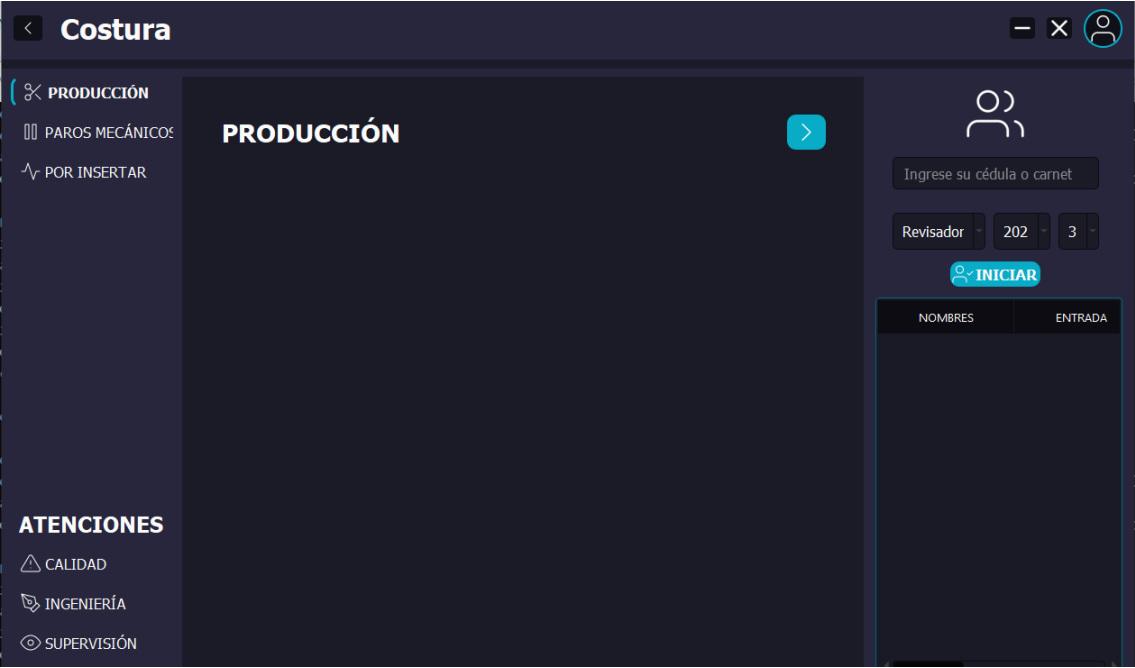 Costura
PRODUCCIÓN
PAROS MECÁNICOS
POR INSERTAR
ATENCIONES
CALIDAD
INGENIERÍA
SUPERVISIÓN
PRODUCCIÓN
Ingrese su cédula o carnet
Revisador 202 3
INICIAR
NOMBRES ENTRADA